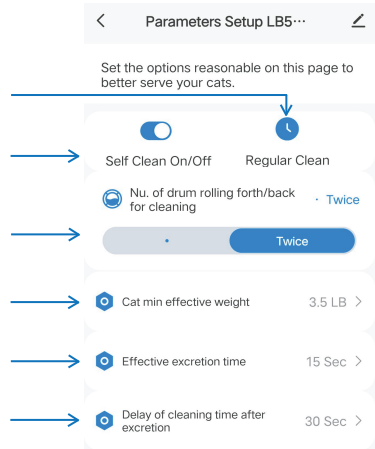 Parameters Setup LB5···
Set the options reasonable on this page to
better serve your cats.
Self Clean On/Off
Regular Clean
Nu. of drum rolling forth/back
for cleaning
· Twice
Twice
Cat min effective weight
3.5 LB
Effective excretion time
15 Sec
Delay of cleaning time after
excretion
30 Sec